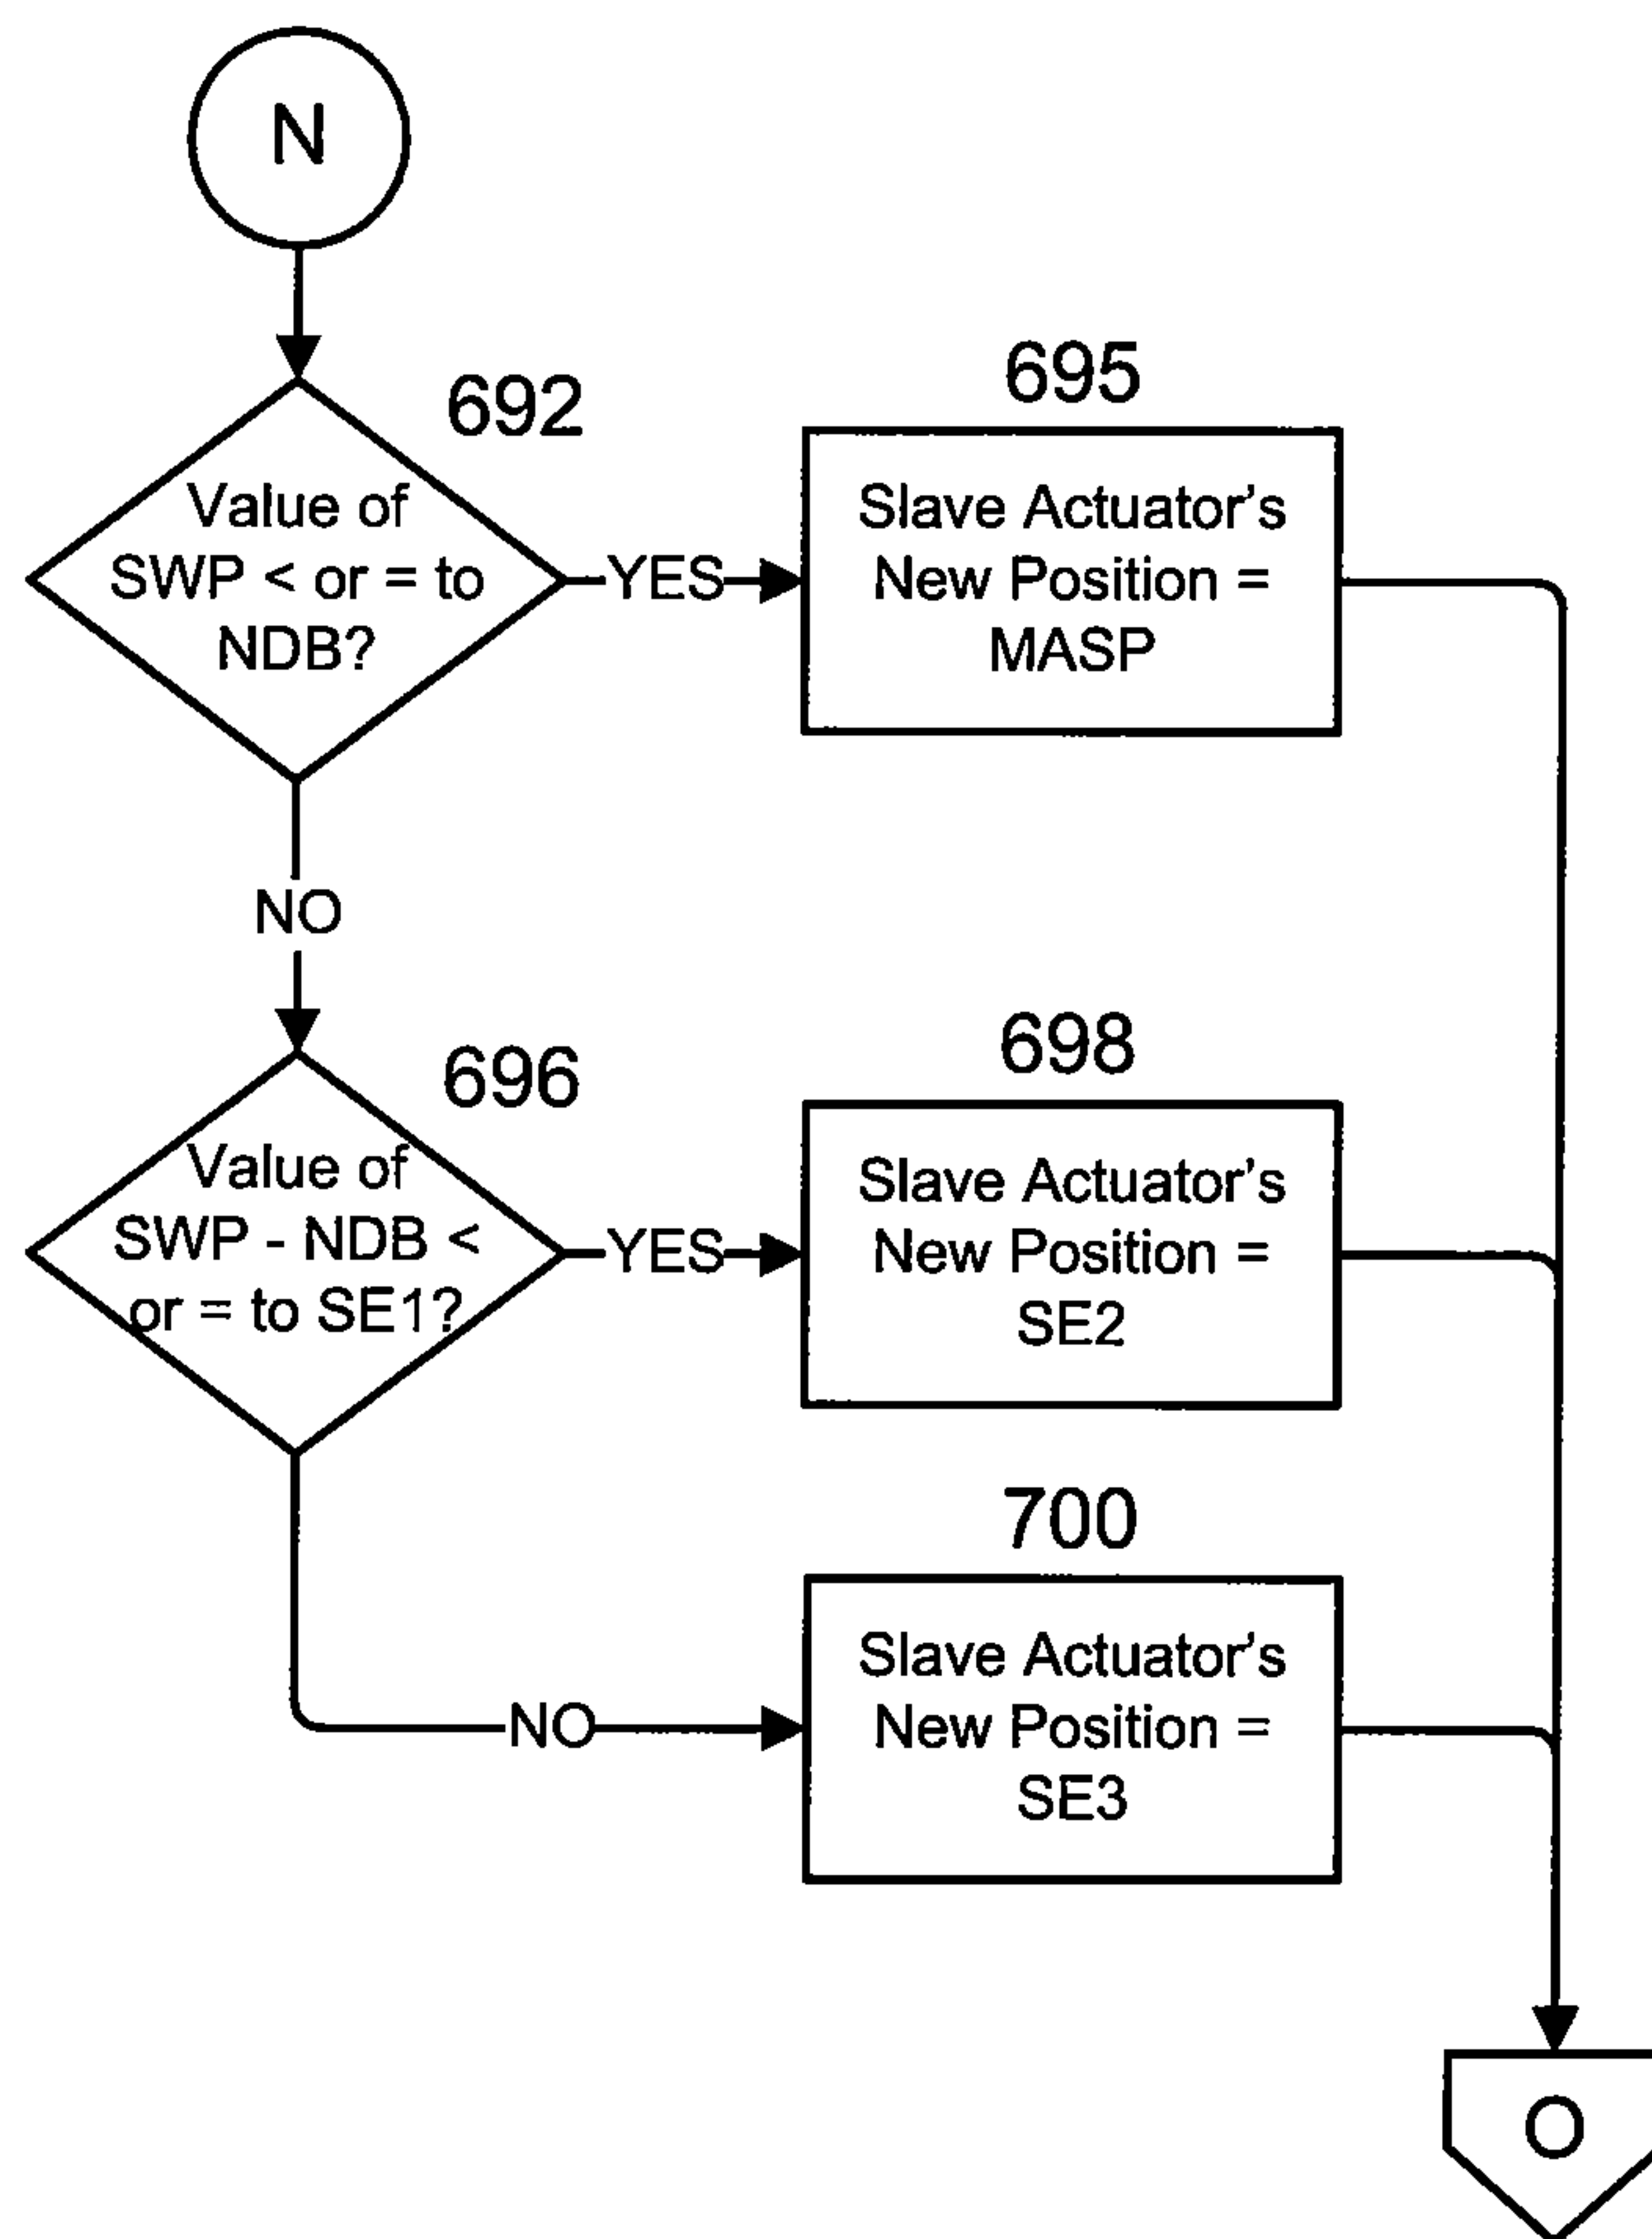 N
692
Value of
SWP < or = to
NDB?
YES
695
Slave Actuator's
New Position =
MASP
NO
696
Value of
SWP - NDB <
or = to SE1?
YES
698
Slave Actuator's
New Position =
SE2
NO
700
Slave Actuator's
New Position =
SE3
O